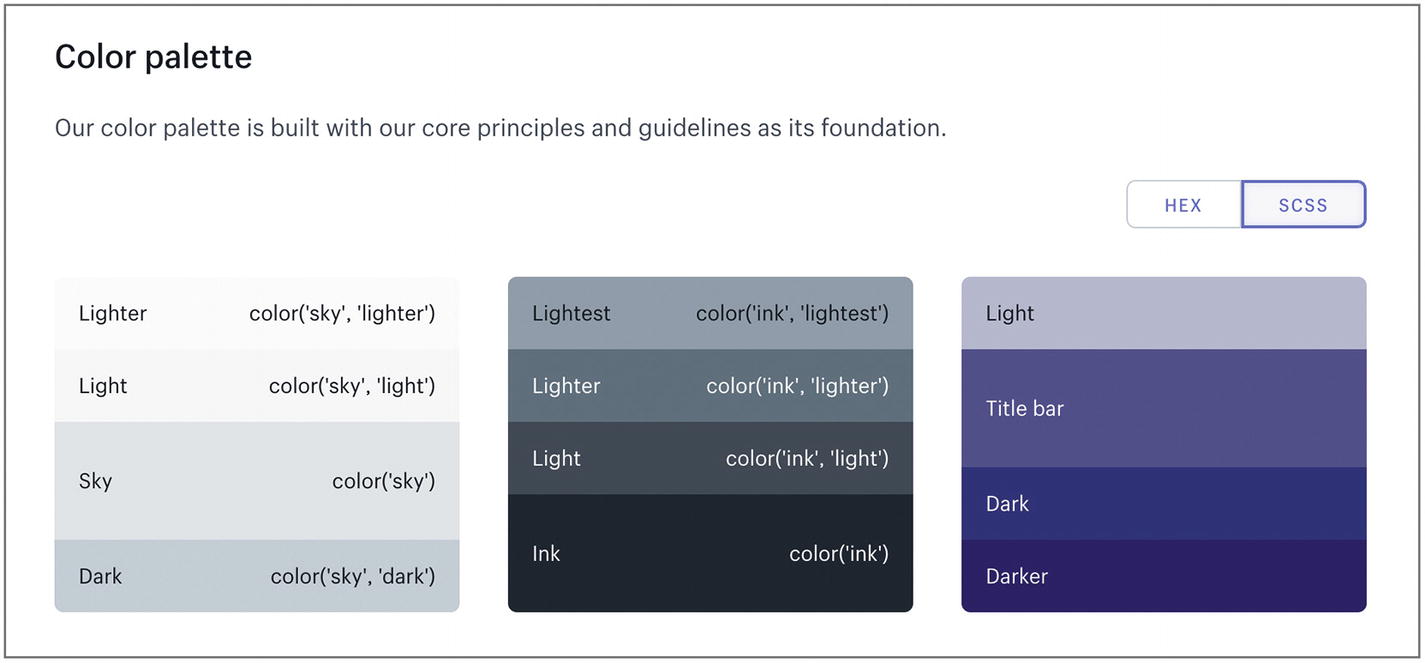 Color palette
Our color palette is built with our core principles and guidelines as its foundation.
HEX SCSS
Lighter color('sky', 'lighter')
Light color('sky', 'light')
Sky color('sky')
Dark color('sky', 'dark')
Lightest color('ink', 'lightest')
Lighter color('ink', 'lighter')
Light color('ink', 'light')
Ink color('ink')
Light
Title bar
Dark
Darker